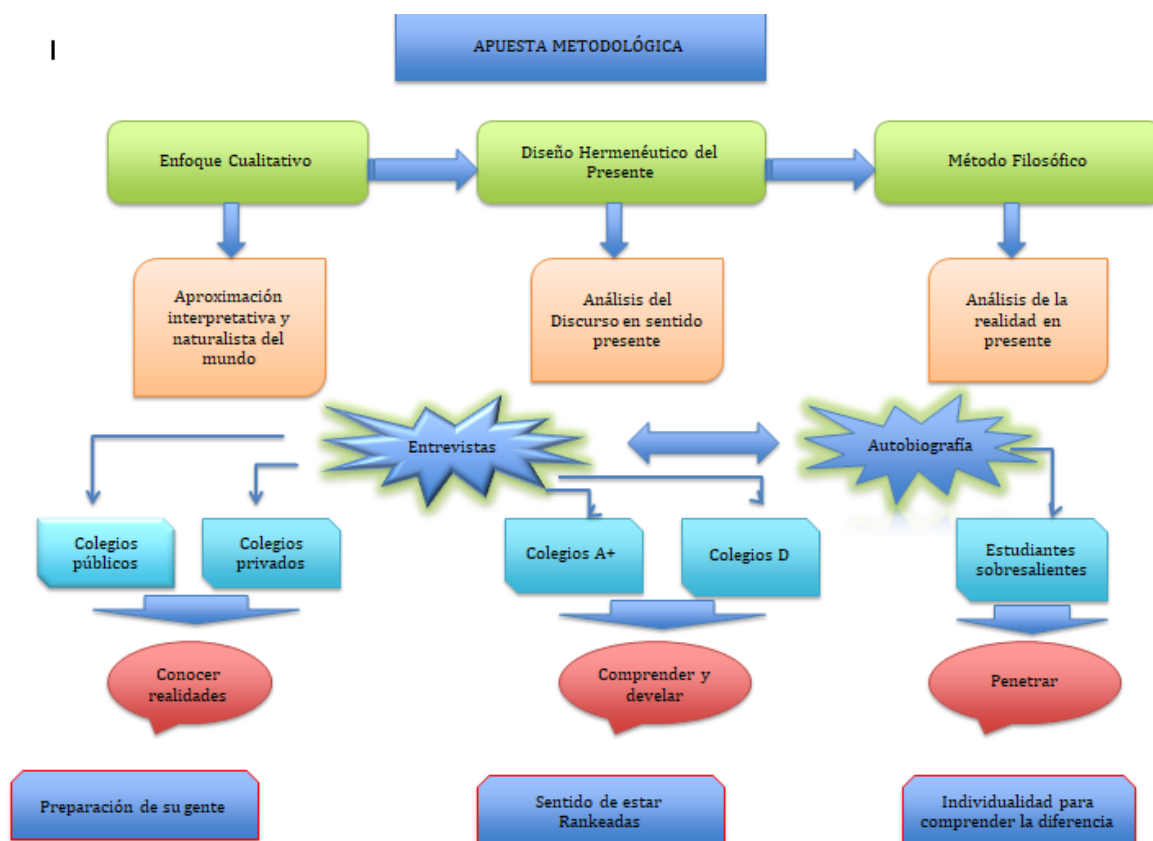 I
APUESTA METODOLÓGICA
Enfoque Cualitativo
Diseño Hermenéutico del
Presente
Método Filosófico
Aproximación
interpretativa y
naturalista del
mundo
Análisis del
Discurso en sentido
presente
Análisis de la
realidad en
presente
Entrevistas
Autobiografía
Colegios
públicos
Colegios
privados
Colegios A+
Colegios D
Estudiantes
sobresalientes
Conocer
realidades
Comprender y
develar
Penetrar
Preparación de su gente
Sentido de estar
Rankeadas
Individualidad para
comprender la diferencia